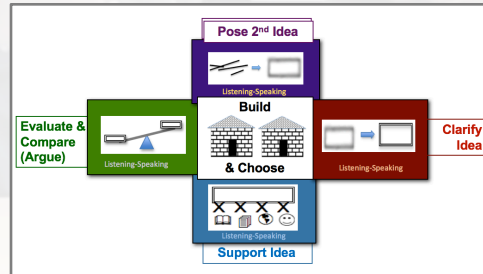 Pose 2nd Idea
Listening-Speaking
Evaluate &
Compare
(Argue)
Listening-Speaking
Build
& Choose
Listening-Speaking
Clarify
Idea
Listening-Speaking
Support Idea